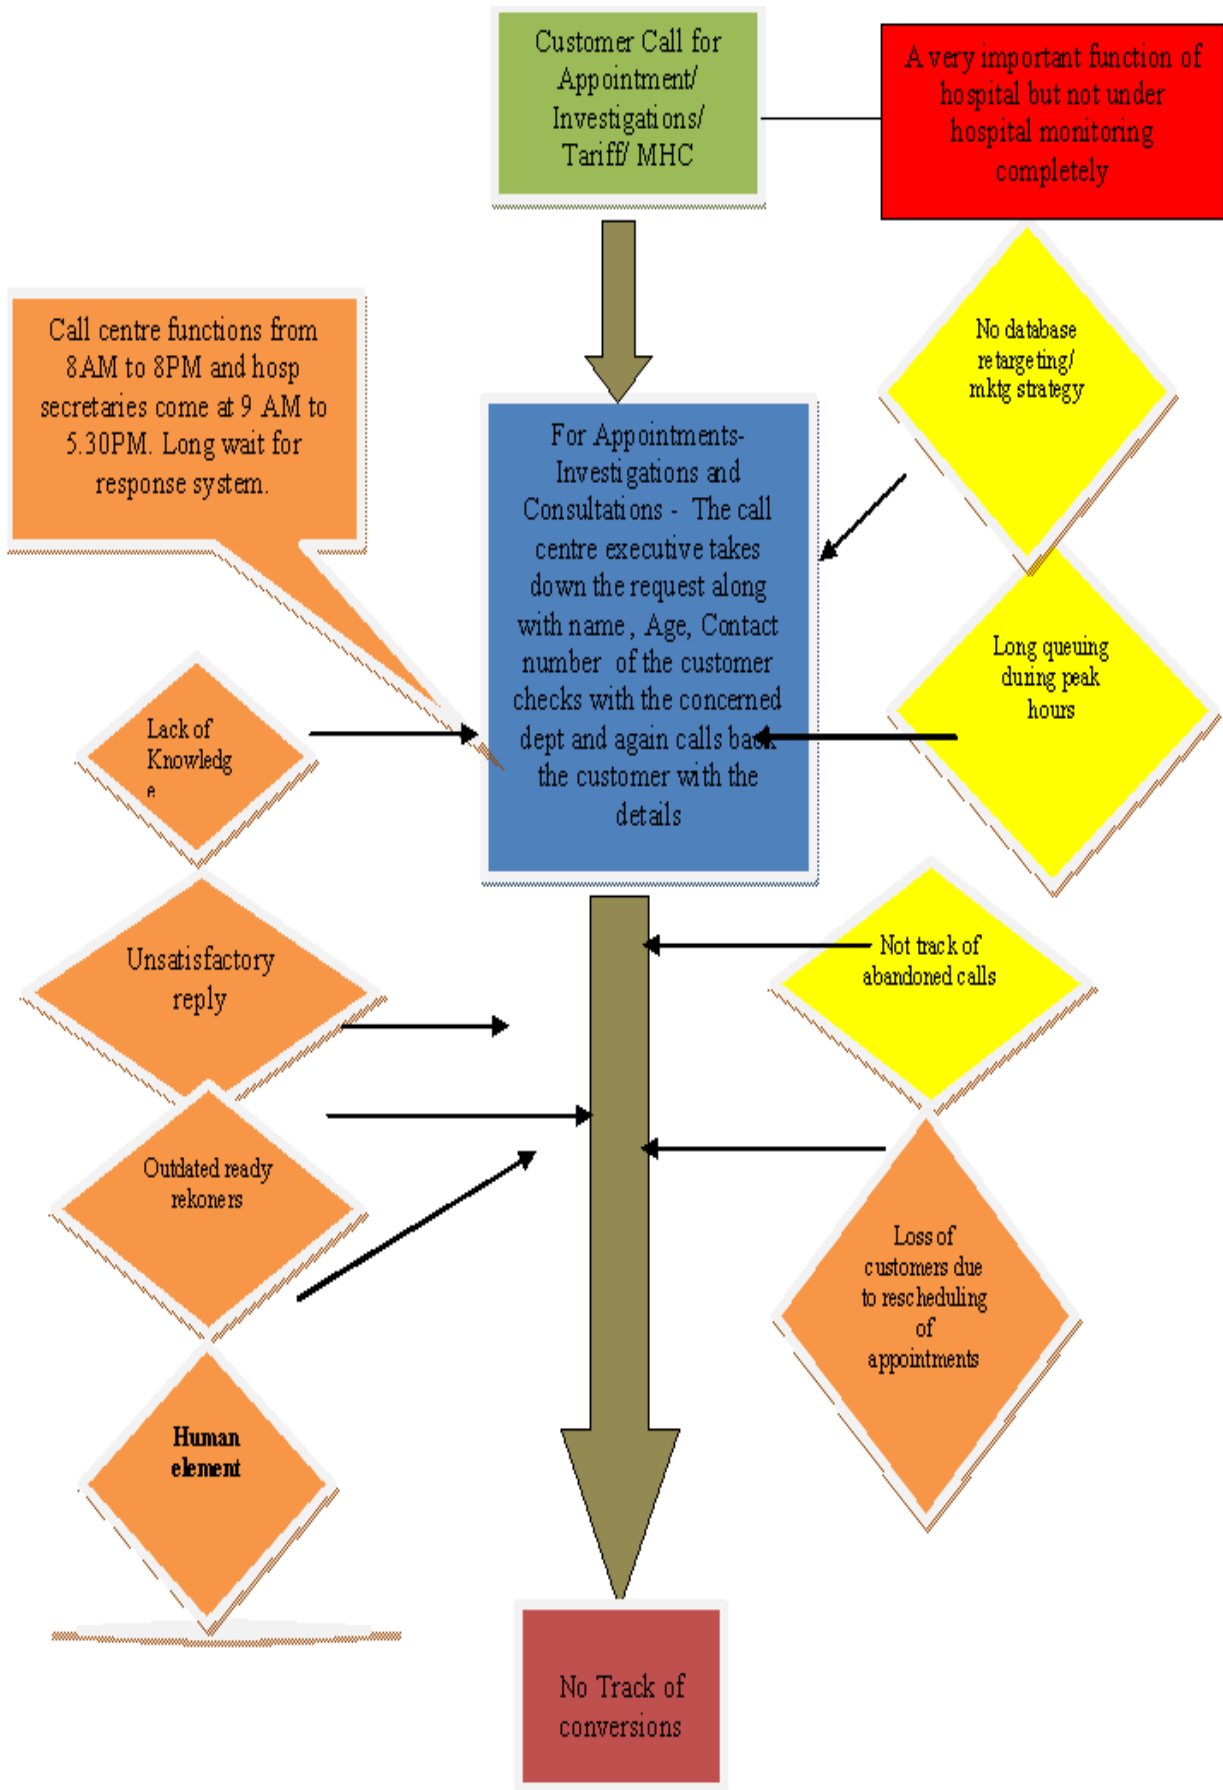 Customer Call for
Appointment/
Investigations/
Tariff/ MHC
A very important function of
hospital but not under
hospital monitoring
completely
Call centre functions from
8AM to 8PM and hosp
secretaries come at 9 AM to
5.30PM. Long wait for
response system.
No database
retargeting/
mktg strategy
For Appointments-
Investigations and
Consultations - The call
centre executive takes
down the request along
with name , Age, Contact
number of the customer
checks with the concerned
dept and again calls back
the customer with the
details
Long queuing
during peak
hours
Lack of
Knowledg
e
Unsatisfactory
reply
Not track of
abandoned calls
Outdated ready
rekoners
Loss of
customers due
to rescheduling
of
appointments
Human
element
No Track of
conversions